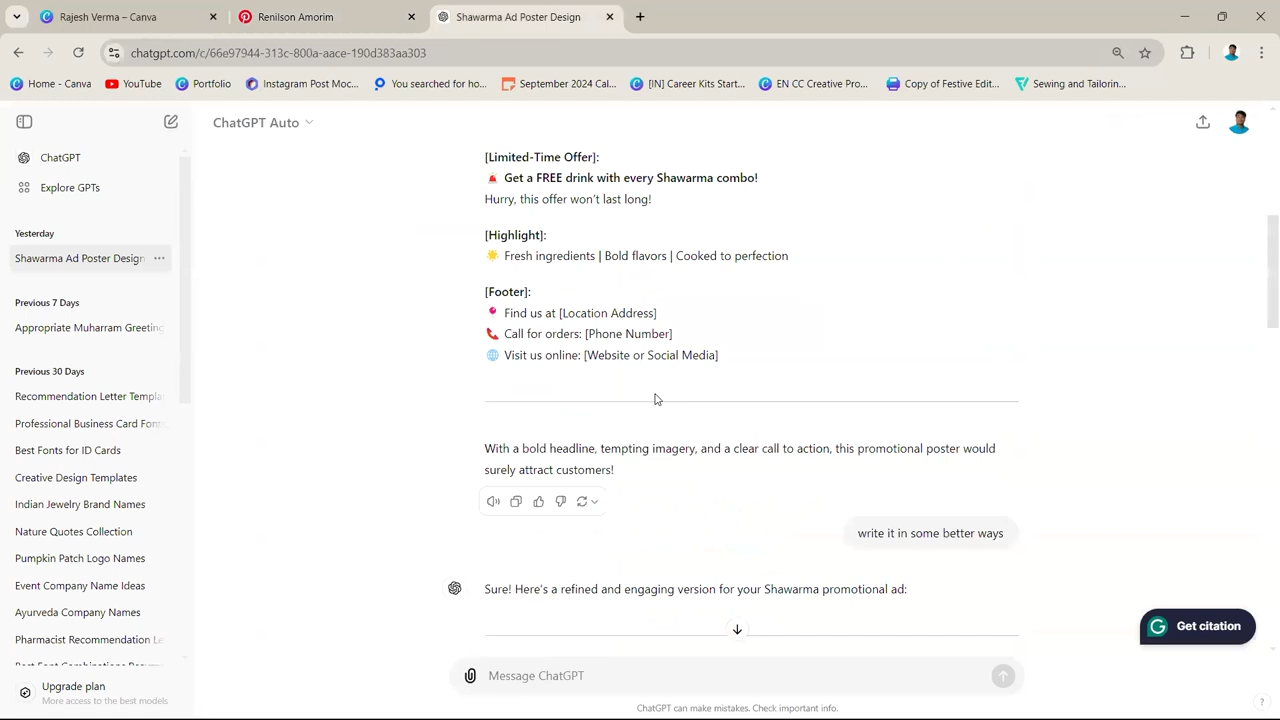 Rajesh Verma – Canva
Renilson Amorim
Shawarma Ad Poster Design
chatgpt.com/c/66e97944-313c-800a-aace-190d383aa303
Home - Canva
YouTube
Portfolio
Instagram Post Moc...
You searched for ho...
September 2024 Cal...
[IN] Career Kits Start...
EN CC Creative Pro...
Copy of Festive Edit...
Sewing and Tailorin...
ChatGPT Auto
ChatGPT
Explore GPTs
Yesterday
Shawarma Ad Poster Design
Previous 7 Days
Appropriate Muharram Greeting
Previous 30 Days
Recommendation Letter Templa
Professional Business Card Font
Best Fonts for ID Cards
Creative Design Templates
Indian Jewelry Brand Names
Nature Quotes Collection
Pumpkin Patch Logo Names
Event Company Name Ideas
Ayurveda Company Names
Pharmacist Recommendation Le
Upgrade plan
More access to the best models
[Limited-Time Offer]:
🚨 Get a FREE drink with every Shawarma combo!
Hurry, this offer won't last long!
[Highlight]:
🌟 Fresh ingredients | Bold flavors | Cooked to perfection
[Footer]:
📍 Find us at [Location Address]
📞 Call for orders: [Phone Number]
🌐 Visit us online: [Website or Social Media]
With a bold headline, tempting imagery, and a clear call to action, this promotional poster would
surely attract customers!
write it in some better ways
Sure! Here's a refined and engaging version for your Shawarma promotional ad:
Get citation
Message ChatGPT
ChatGPT can make mistakes. Check important info.
?